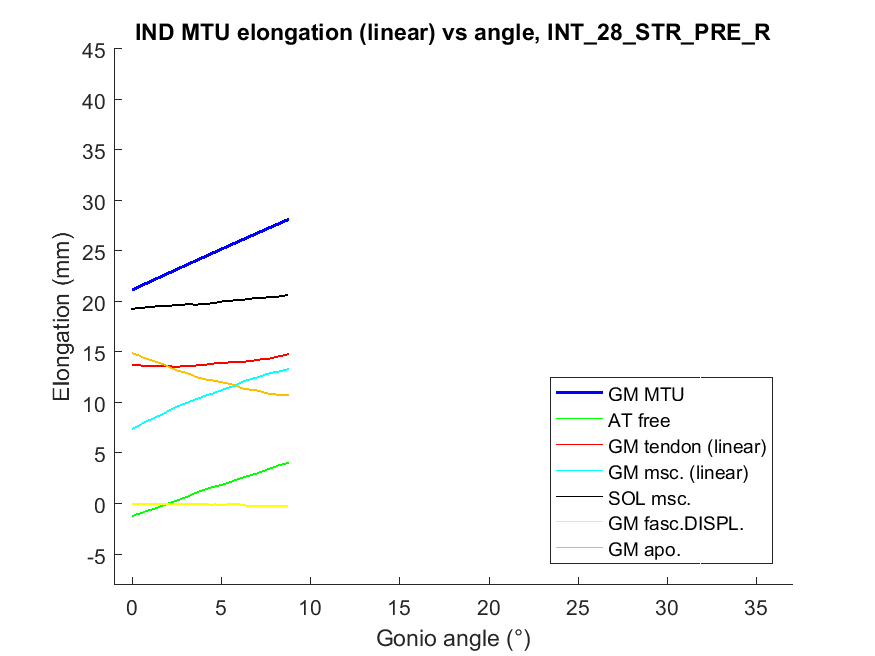 IND MTU elongation (linear) vs angle, INT_28_STR_PRE_R
45
40
35
30
25
20
15
10
5
0
-5
Elongation (mm)
0 5 10 15 20 25 30 35
Gonio angle (°)
GM MTU
AT free
GM tendon (linear)
GM msc. (linear)
SOL msc.
GM fasc.DISPL.
GM apo.